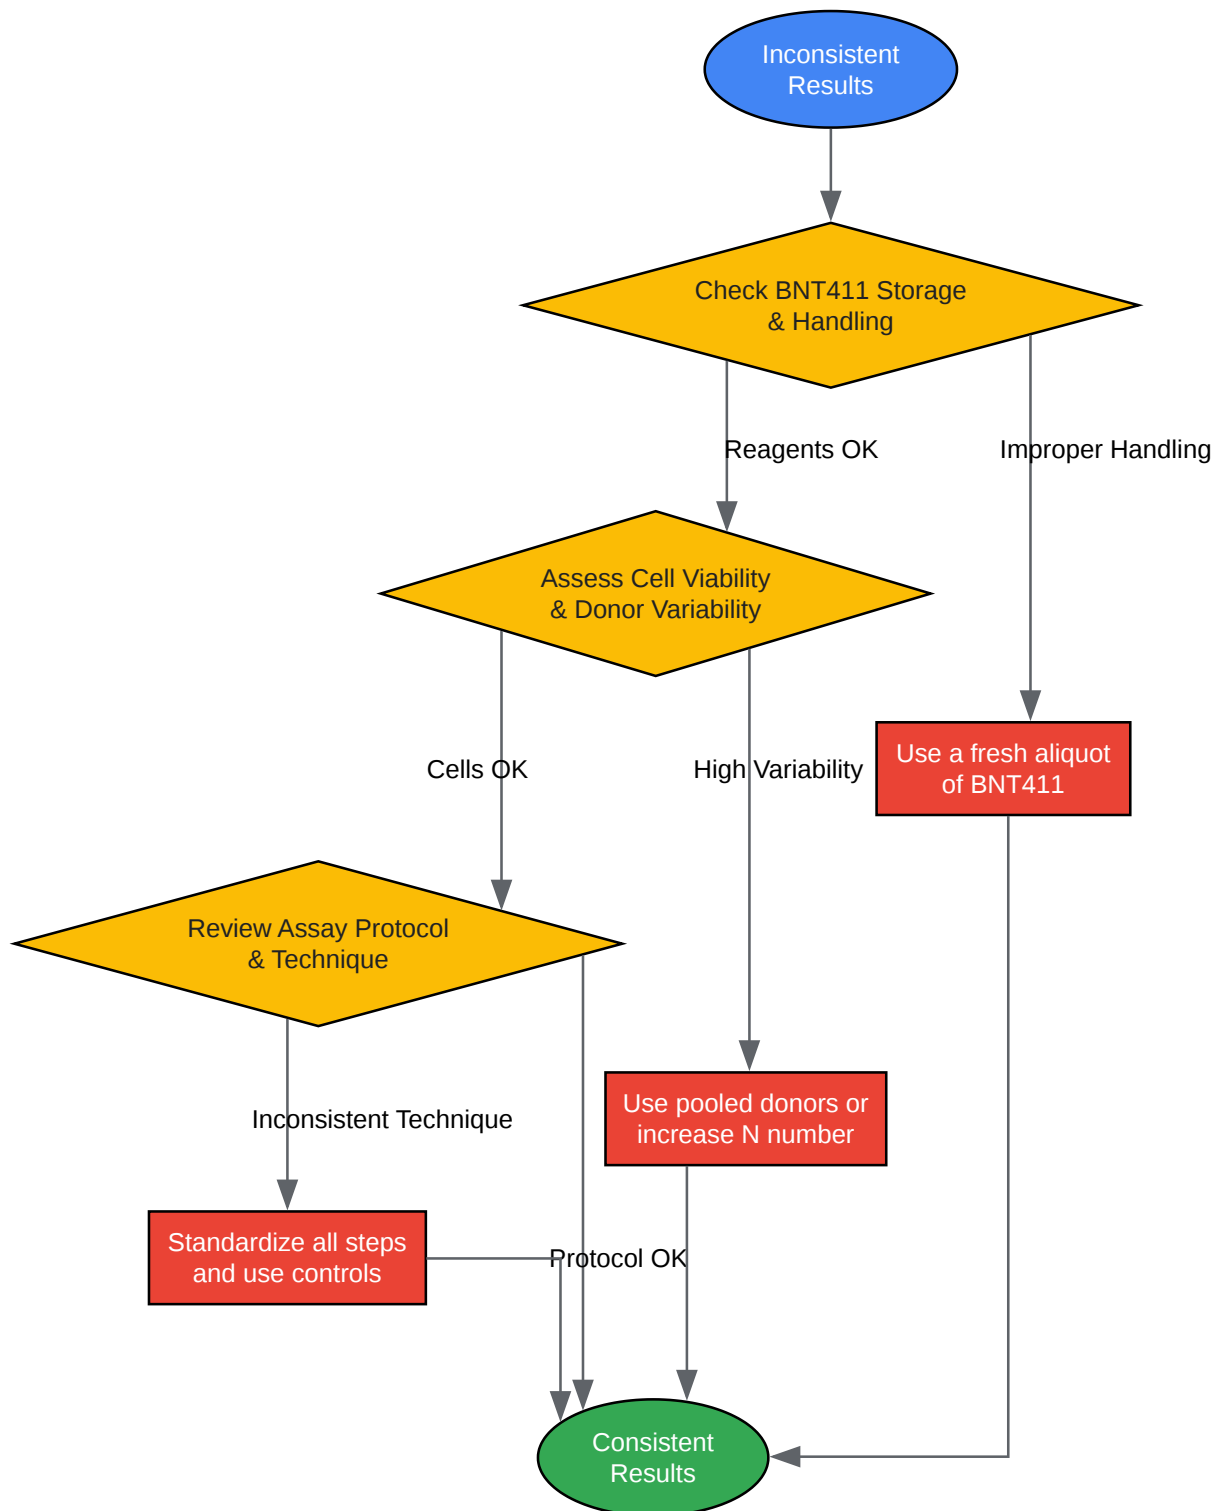 Inconsistent
Results
Check BNT411 Storage
& Handling
Reagents OK
Improper Handling
Assess Cell Viability
& Donor Variability
Cells OK
High Variability
Use a fresh aliquot
of BNT411
Review Assay Protocol
& Technique
Inconsistent Technique
Use pooled donors or
increase N number
Standardize all steps
and use controls
Protocol OK
Consistent
Results